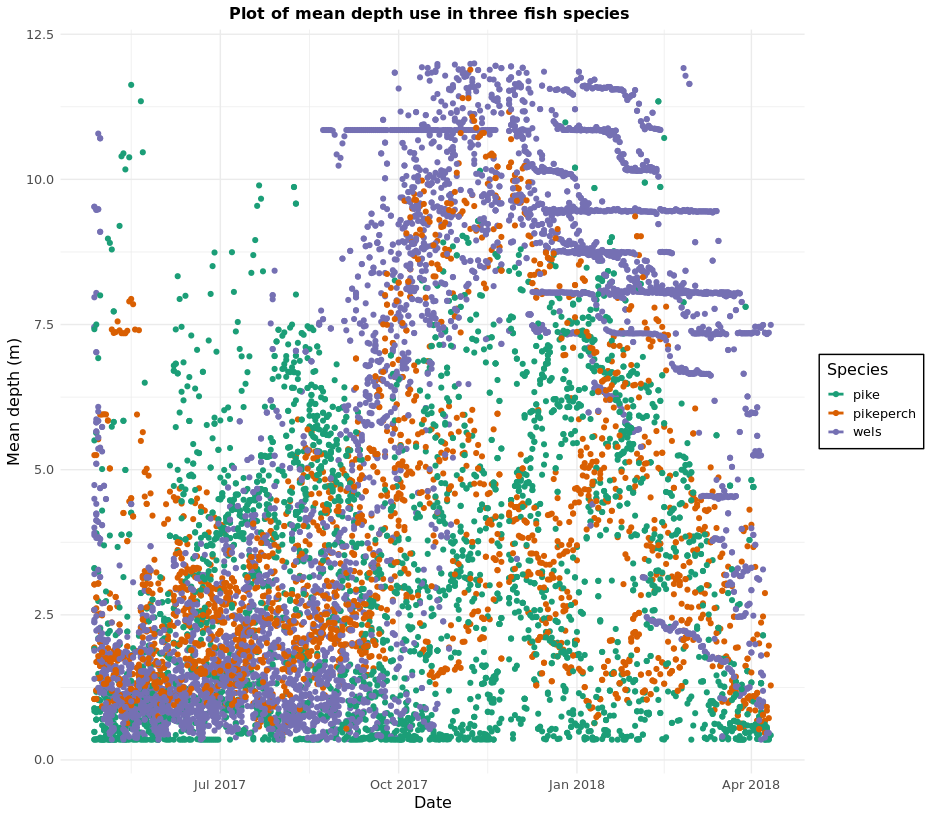 Plot of mean depth use in three fish species
12.5
10.0
7.5
5.0
2.5
0.0
Mean depth (m)
Jul 2017
Oct 2017
Jan 2018
Apr 2018
Date
Species
pike
pikeperch
wels